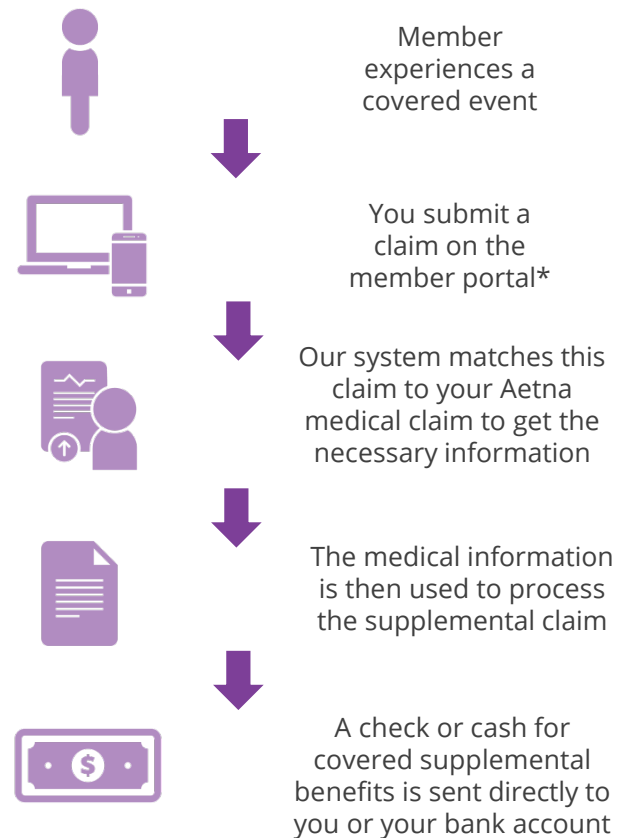 Member
experiences a
covered event
You submit a
claim on the
member portal*
Our system matches this
claim to your Aetna
medical claim to get the
necessary information
The medical information
is then used to process
the supplemental claim
$
A check or cash for
covered supplemental
benefits is sent directly to
you or your bank account